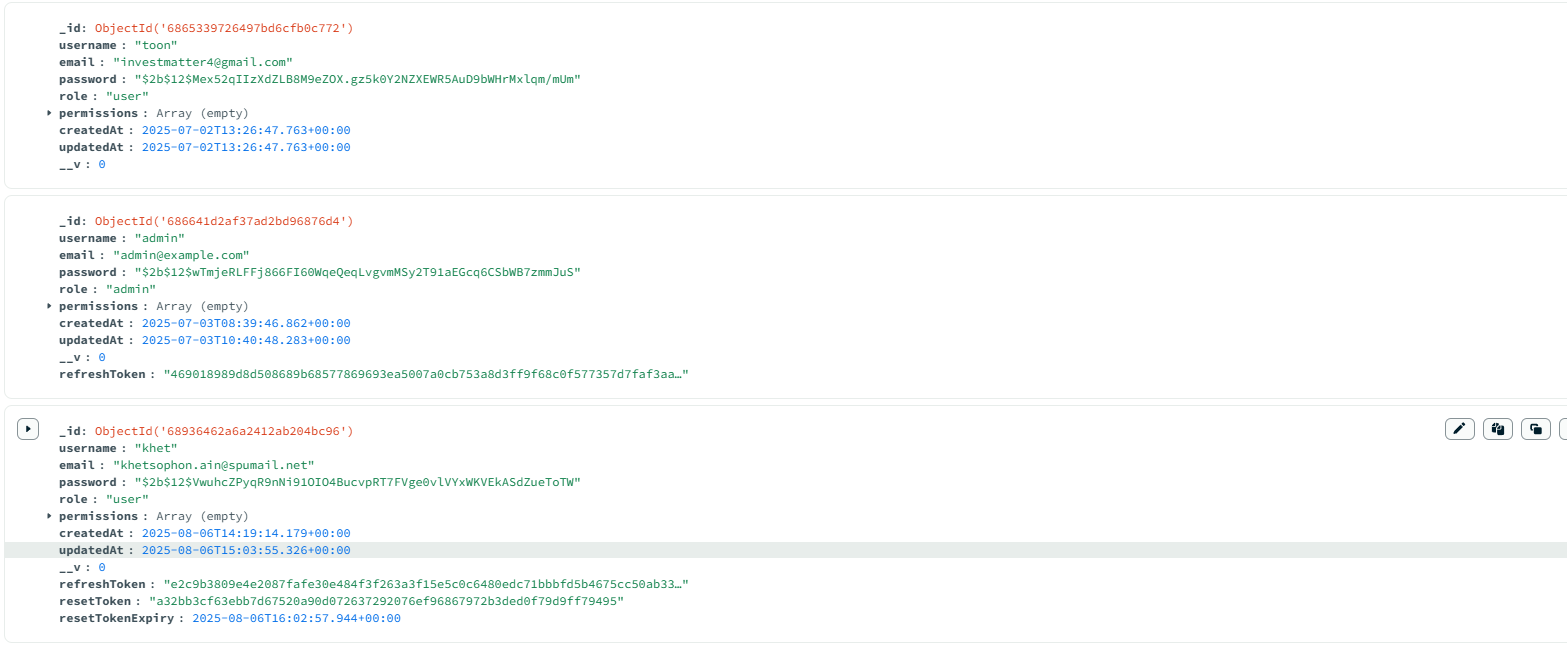 _id: ObjectId('6865339726497bd6cfb0c772')
username : "toon"
email : "investmatter4@gmail.com"
password : "$2b$12$Mex52qIIzXdZLB8M9eZOX.gz5k0Y2NZXEWR5AuD9bWHrMxlqm/mUm"
role : "user"
permissions : Array (empty)
createdAt : 2025-07-02T13:26:47.763+00:00
updatedAt : 2025-07-02T13:26:47.763+00:00
__v : 0
_id: ObjectId('686641d2af37ad2bd96876d4')
username : "admin"
email : "admin@example.com"
password : "$2b$12$wTmjeRLFFj866FI60WqeQeqLvgvmMSy2T91aEGcq6CSbWB7zmmJuS"
role : "admin"
permissions : Array (empty)
createdAt : 2025-07-03T08:39:46.862+00:00
updatedAt : 2025-07-03T10:40:48.283+00:00
__v : 0
refreshToken : "469018989d8d508689b68577869693ea5007a0cb753a8d3ff9f68c0f577357d7faf3aa…"
_id: ObjectId('68936462a6a2412ab204bc96')
username : "khet"
email : "khetsophon.ain@spumail.net"
password : "$2b$12$VwuhcZPyqR9nNi91OIO4BucvpRT7FVge0vlVYxWKVEkASdZueToTW"
role : "user"
permissions : Array (empty)
createdAt : 2025-08-06T14:19:14.179+00:00
updatedAt : 2025-08-06T15:03:55.326+00:00
__v : 0
refreshToken : "e2c9b3809e4e2087fafe30e484f3f263a3f15e5c0c6480edc71bbbfd5b4675cc50ab33…"
resetToken : "a32bb3cf63ebb7d67520a90d072637292076ef96867972b3ded0f79d9ff79495"
resetTokenExpiry : 2025-08-06T16:02:57.944+00:00